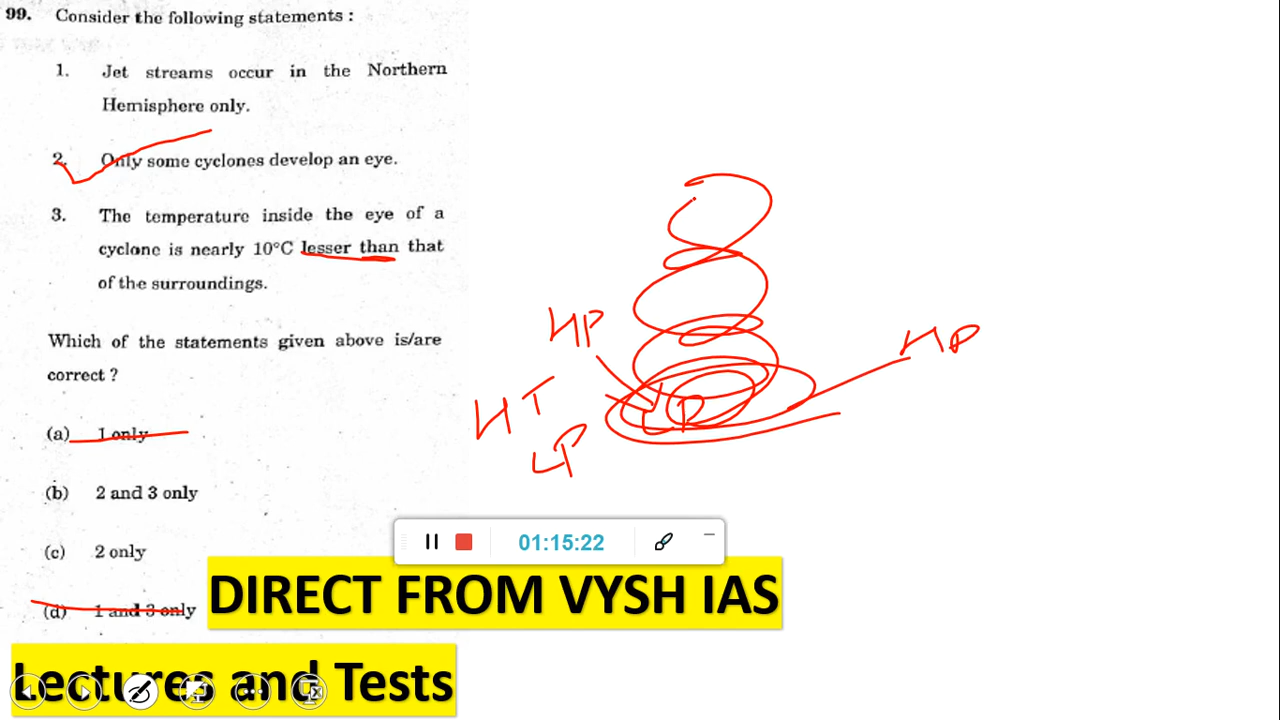 99. Consider the following statements :
1. Jet streams occur in the Northern
Hemisphere only.
2. Only some cyclones develop an eye.
3. The temperature inside the eye of a
cyclone is nearly 10°C lesser than that
of the surroundings.
Which of the statements given above is/are
correct ?
(a) 1 only
(b) 2 and 3 only
(c) 2 only
(d) 1 and 3 only
HP
HP
HT
LP
LP
01:15:22
DIRECT FROM VYSH IAS
Lectures and Tests